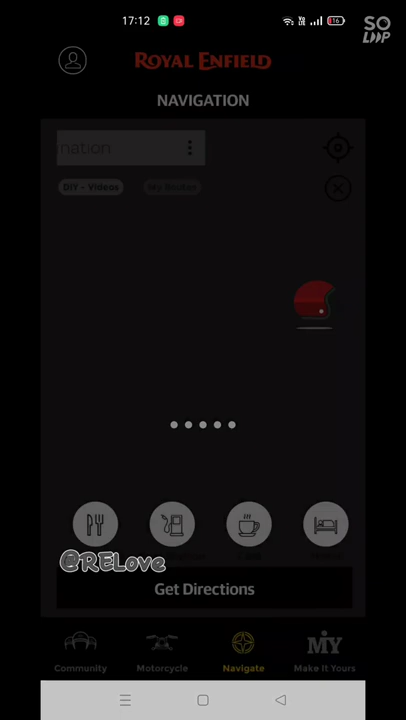 17:12
SO
LOOP
ROYAL ENFIELD
NAVIGATION
nation
DIY - Videos
My Routes
@RELove
Get Directions
Community
Motorcycle
Navigate
MiY
Make It Yours